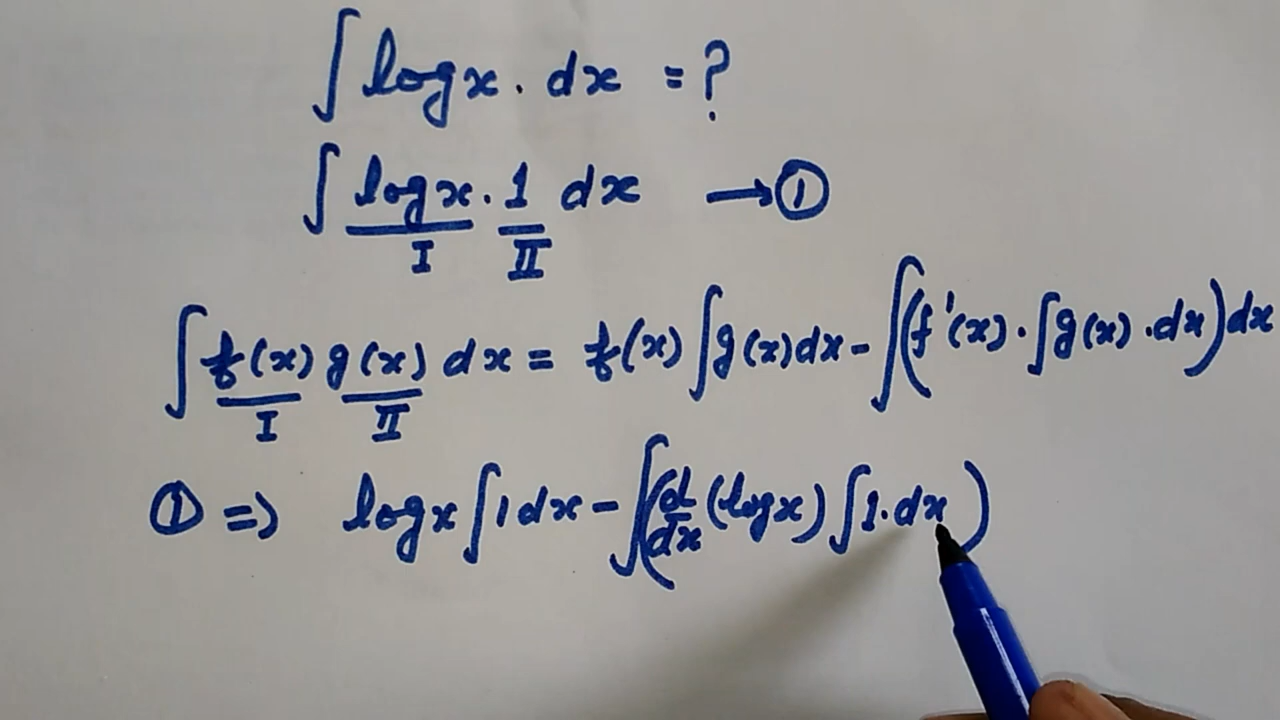 ∫ log x . dx = ?
∫ log x . 1 dx → ①
I II
∫ f(x) g(x) dx = f(x) ∫ g(x) dx - ∫ (f'(x) · ∫ g(x) · dx) dx
I II
① ⇒ log x ∫ 1 dx - ∫ (d/dx (log x) ∫ 1 · dx)